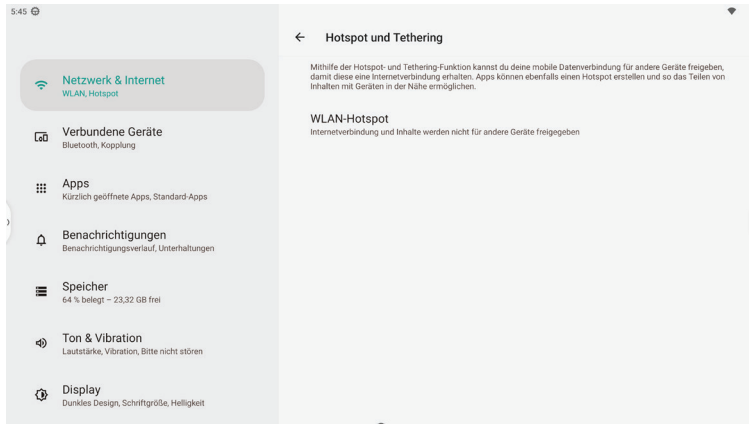 5:45
Hotspot und Tethering
Mithilfe der Hotspot- und Tethering-Funktion kannst du deine mobile Datenverbindung für andere Geräte freigeben,
damit diese eine Internetverbindung erhalten. Apps können ebenfalls einen Hotspot erstellen und so das Teilen von
Inhalten mit Geräten in der Nähe ermöglichen.
WLAN-Hotspot
Internetverbindung und Inhalte werden nicht für andere Geräte freigegeben
Netzwerk & Internet
WLAN, Hotspot
Verbundene Geräte
Bluetooth, Kopplung
Apps
Kürzlich geöffnete Apps, Standard-Apps
Benachrichtigungen
Benachrichtigungsverlauf, Unterhaltungen
Speicher
64 % belegt – 23,32 GB frei
Ton & Vibration
Lautstärke, Vibration, Bitte nicht stören
Display
Dunkles Design, Schriftgröße, Helligkeit